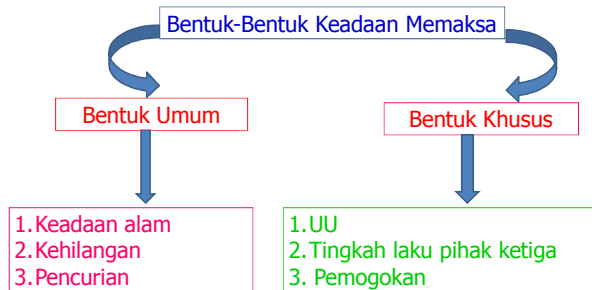 Bentuk-Bentuk Keadaan Memaksa
Bentuk Umum
Bentuk Khusus
1.Keadaan alam
2.Kehilangan
3.Pencurian
1.UU
2.Tingkah laku pihak ketiga
3. Pemogokan